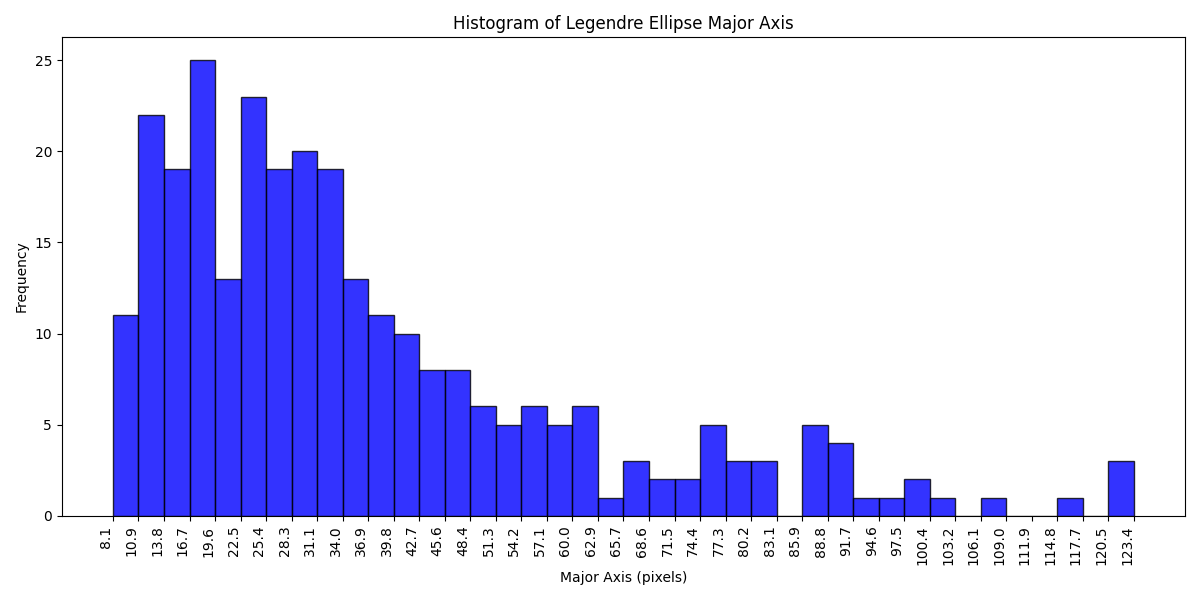 Histogram of Legendre Ellipse Major Axis
Frequency
25
20
15
10
5
0
8.1 10.9 13.8 16.7 19.6 22.5 25.4 28.3 31.1 34.0 36.9 39.8 42.7 45.6 48.4 51.3 54.2 57.1 60.0 62.9 65.7 68.6 71.5 74.4 77.3 80.2 83.1 85.9 88.8 91.7 94.6 97.5 100.4 103.2 106.1 109.0 111.9 114.8 117.7 120.5 123.4
Major Axis (pixels)